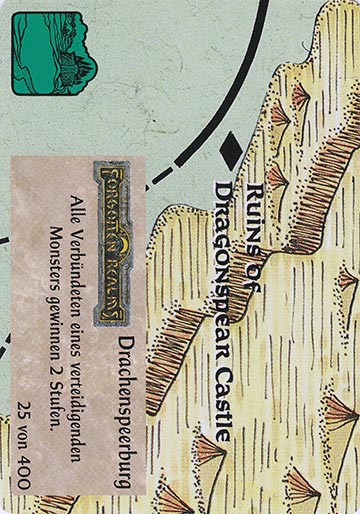 Ruins of
Dragonspear Castle
FORGOTTEN REALMS
Drachenspeerburg
Alle Verbündeten eines verteidigenden
Monsters gewinnen 2 Stufen.
25 von 400